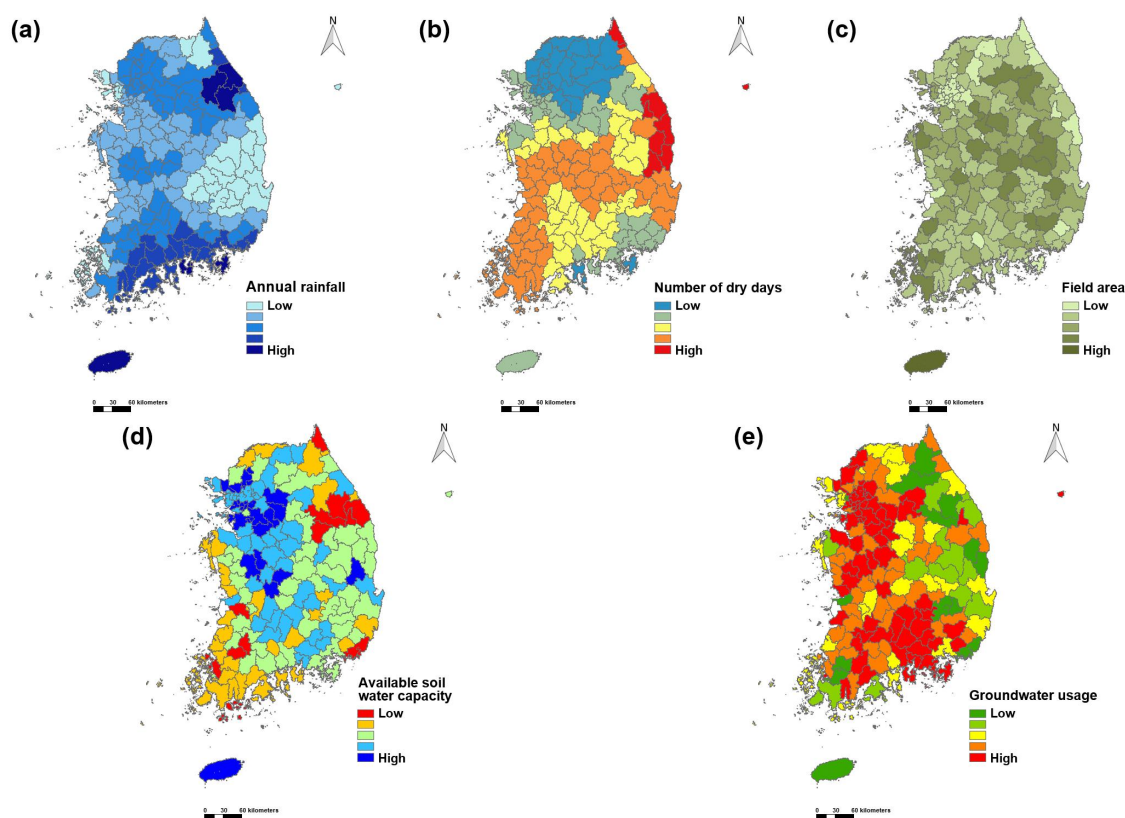 (a)
N
Annual rainfall
Low
High
0 30 60 kilometers
(b)
N
Number of dry days
Low
High
0 30 60 kilometers
(c)
Field area
Low
High
0 30 60 kilometers
(d)
N
Available soil
water capacity
Low
High
0 30 60 kilometers
(e)
N
Groundwater usage
Low
High
0 30 60 kilometers